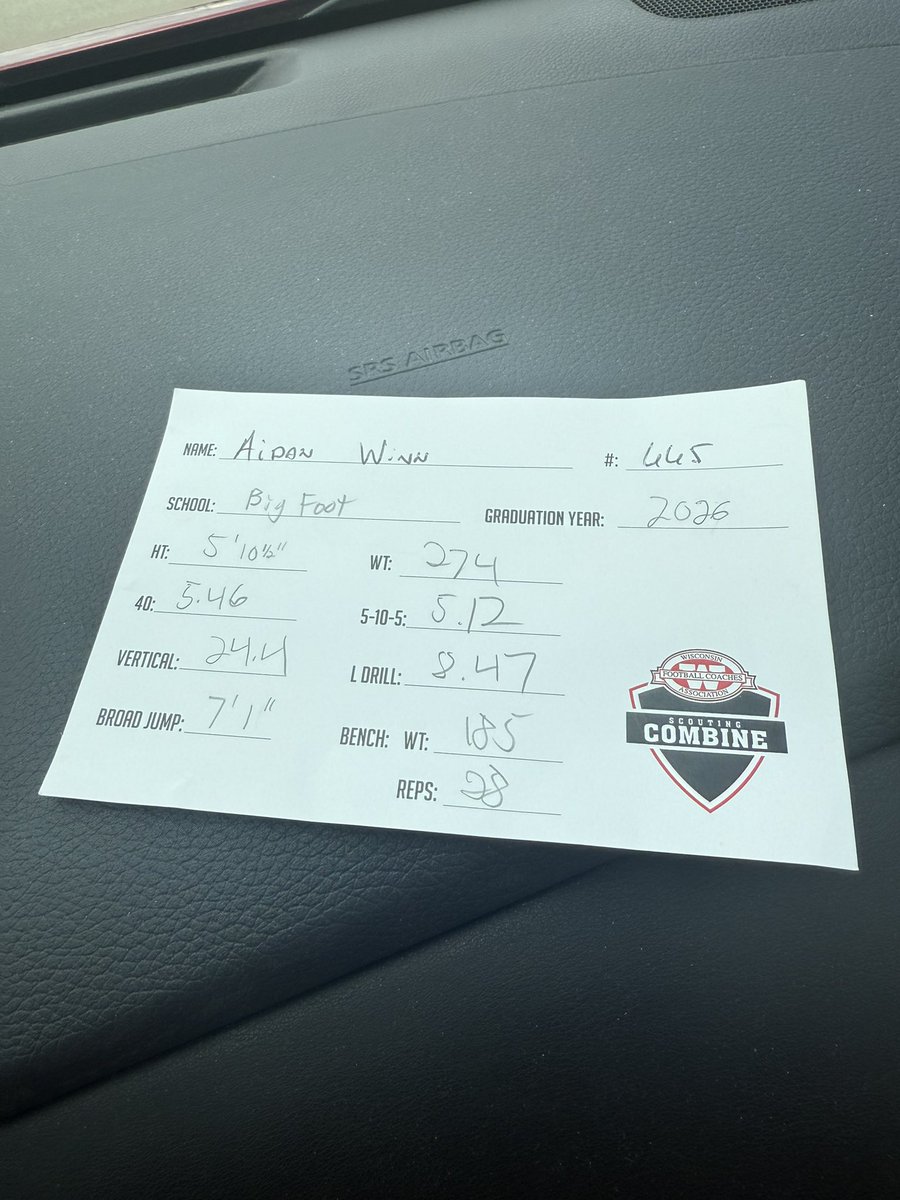 SRS AIRBAG
NAME: Aidan Winn #: 445
SCHOOL: Big Foot GRADUATION YEAR: 2026
HT: 5'10½" WT: 274
40: 5.46 5-10-5: 5.12
VERTICAL: 24.4 L DRILL: 8.47
BROAD JUMP: 7'1" BENCH: WT: 185
REPS: 28
WISCONSIN
FOOTBALL COACHES
ASSOCIATION
SCOUTING
COMBINE